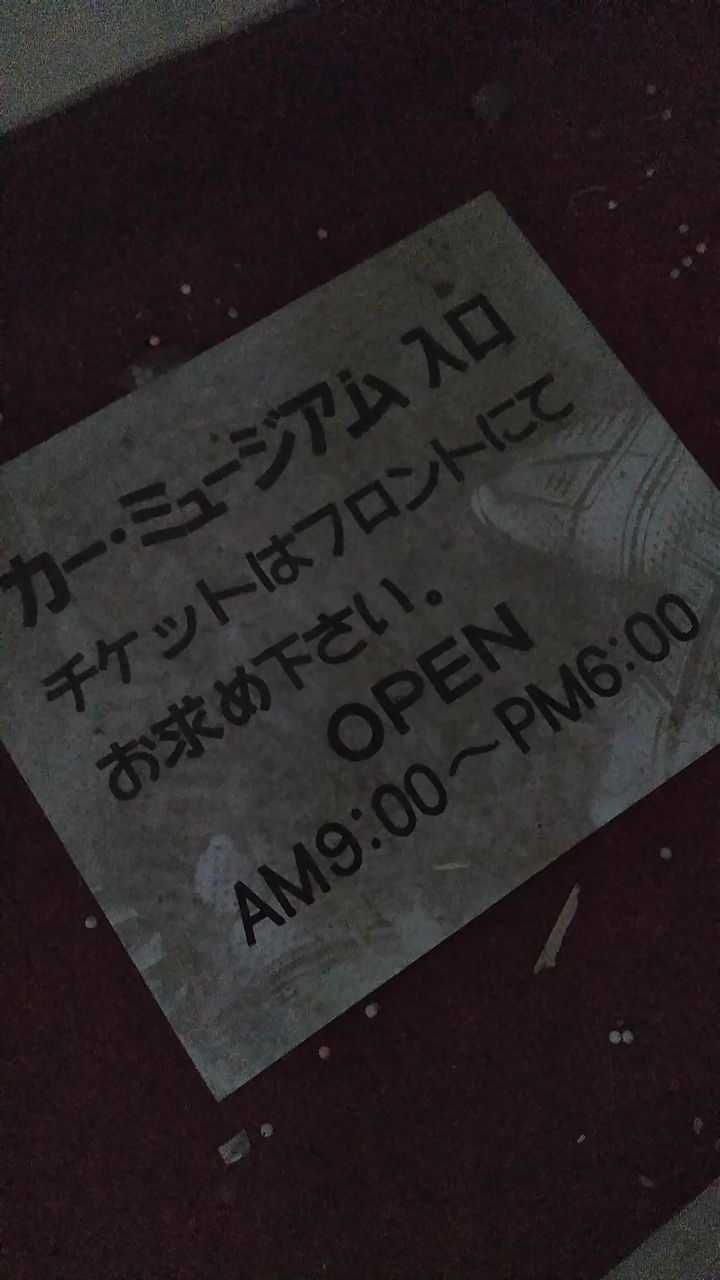 カー・ミュージアム 入口
チケットはフロントにて
お求め下さい.
OPEN
AM9:00〜PM6:00